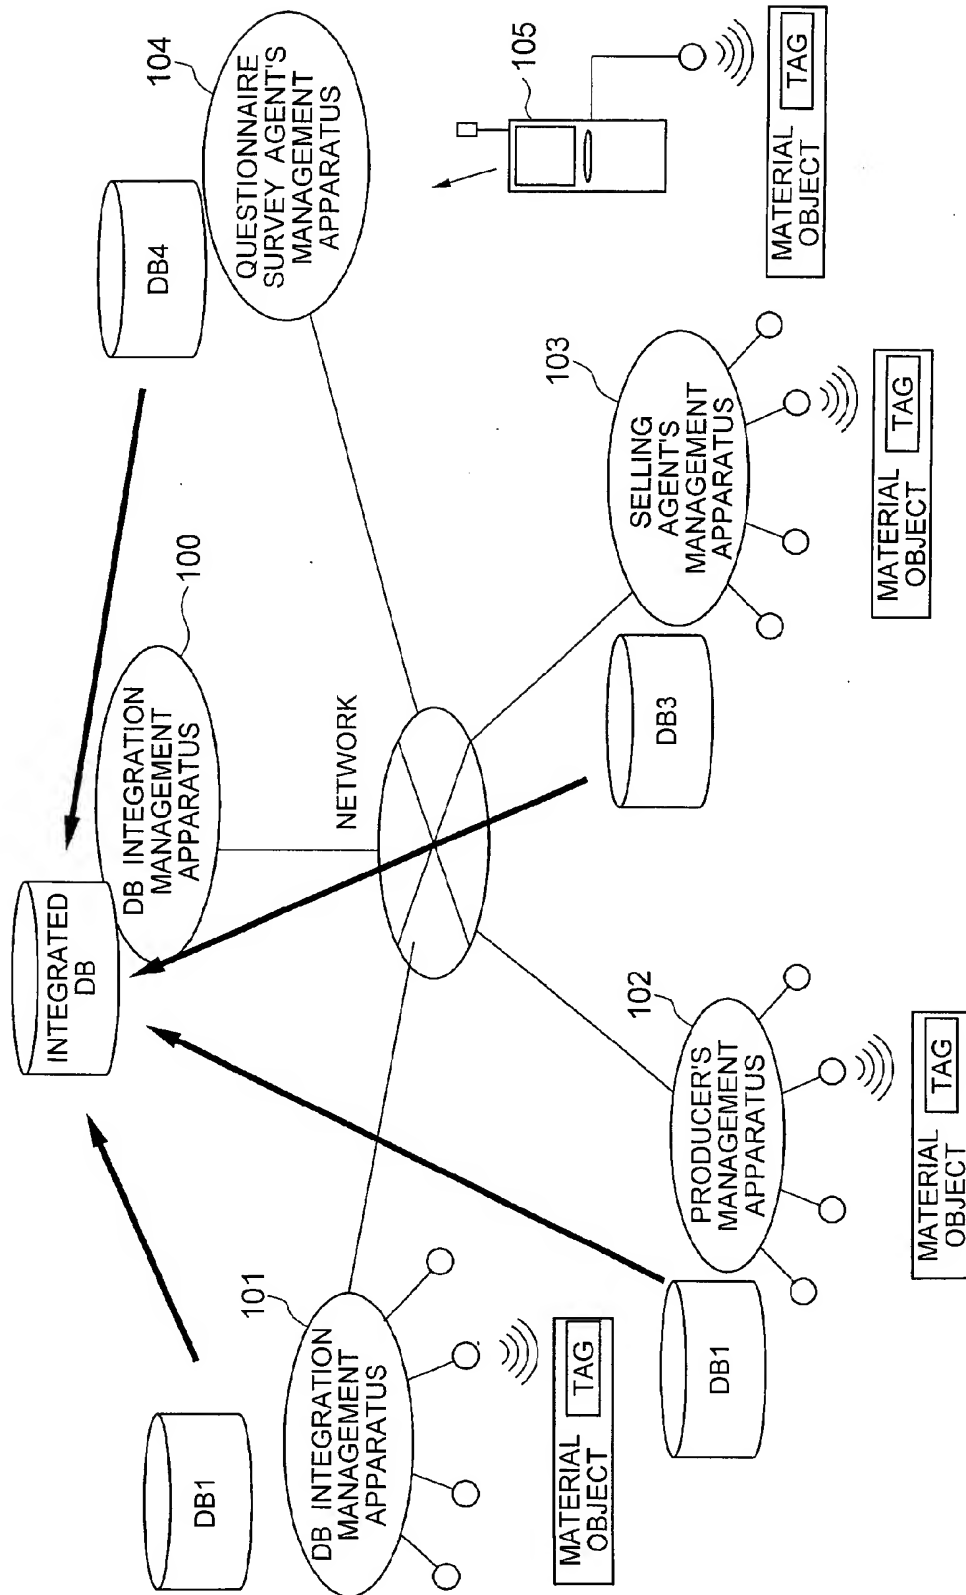 INTEGRATED
DB
DB INTEGRATION
MANAGEMENT
APPARATUS
100
DB4
104
QUESTIONNAIRE
SURVEY AGENT'S
MANAGEMENT
APPARATUS
105
MATERIAL
OBJECT
TAG
NETWORK
DB1
101
DB INTEGRATION
MANAGEMENT
APPARATUS
MATERIAL
OBJECT
TAG
DB1
102
PRODUCER'S
MANAGEMENT
APPARATUS
MATERIAL
OBJECT
TAG
DB3
103
SELLING
AGENT'S
MANAGEMENT
APPARATUS
MATERIAL
OBJECT
TAG